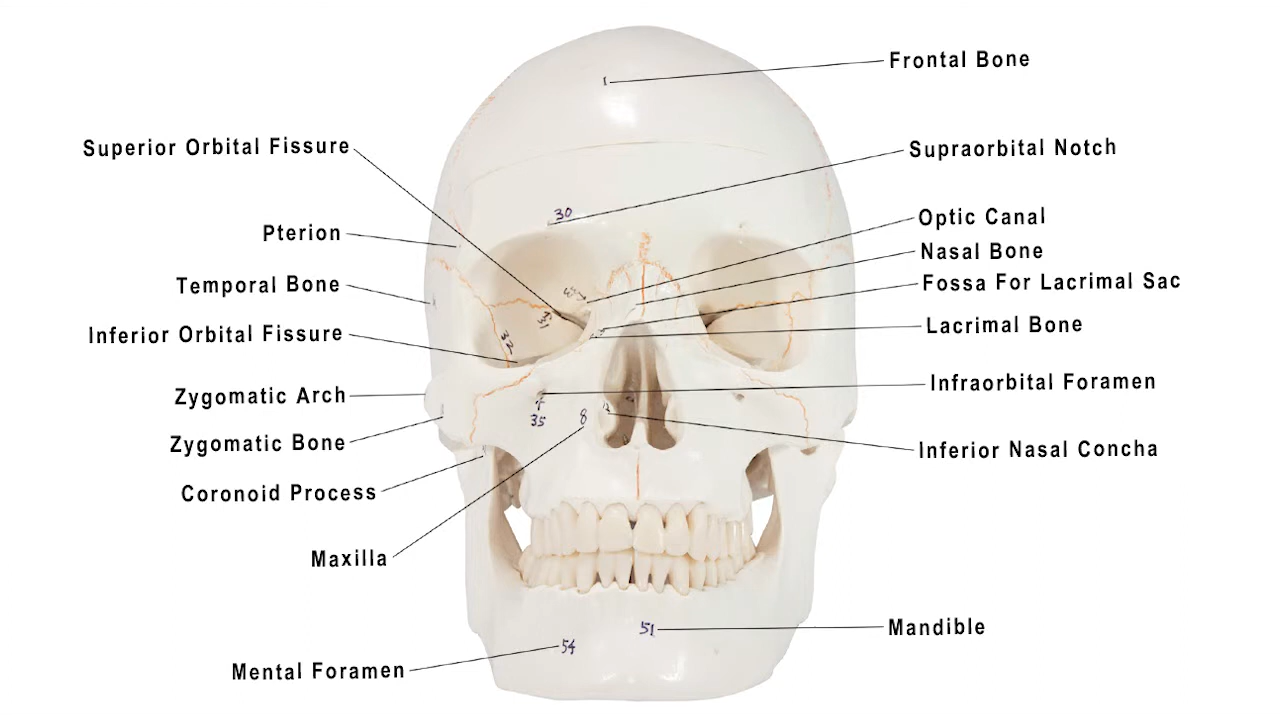 Frontal Bone
Superior Orbital Fissure
Supraorbital Notch
30
Optic Canal
Pterion
Nasal Bone
Temporal Bone
Fossa For Lacrimal Sac
31
Lacrimal Bone
Inferior Orbital Fissure
32
Infraorbital Foramen
Zygomatic Arch
35
8
Zygomatic Bone
Inferior Nasal Concha
Coronoid Process
Maxilla
51
Mandible
54
Mental Foramen